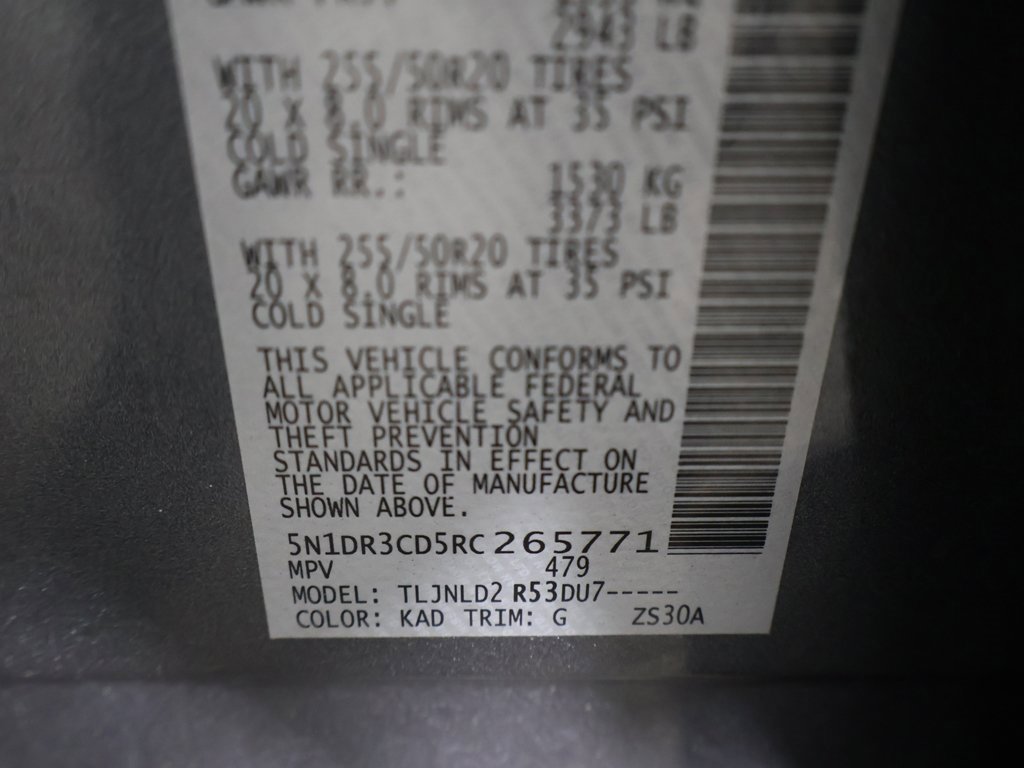 2943 LB
WITH 255/50R20 TIRES
20 X 8.0 RIMS AT 35 PSI
COLD SINGLE
GAWR RR.: 1530 KG
3373 LB
WITH 255/50R20 TIRES
20 X 8.0 RIMS AT 35 PSI
COLD SINGLE
THIS VEHICLE CONFORMS TO
ALL APPLICABLE FEDERAL
MOTOR VEHICLE SAFETY AND
THEFT PREVENTION
STANDARDS IN EFFECT ON
THE DATE OF MANUFACTURE
SHOWN ABOVE.
5N1DR3CD5RC265771
MPV 479
MODEL: TLJNLD2 R53DU7-----
COLOR: KAD TRIM: G ZS30A